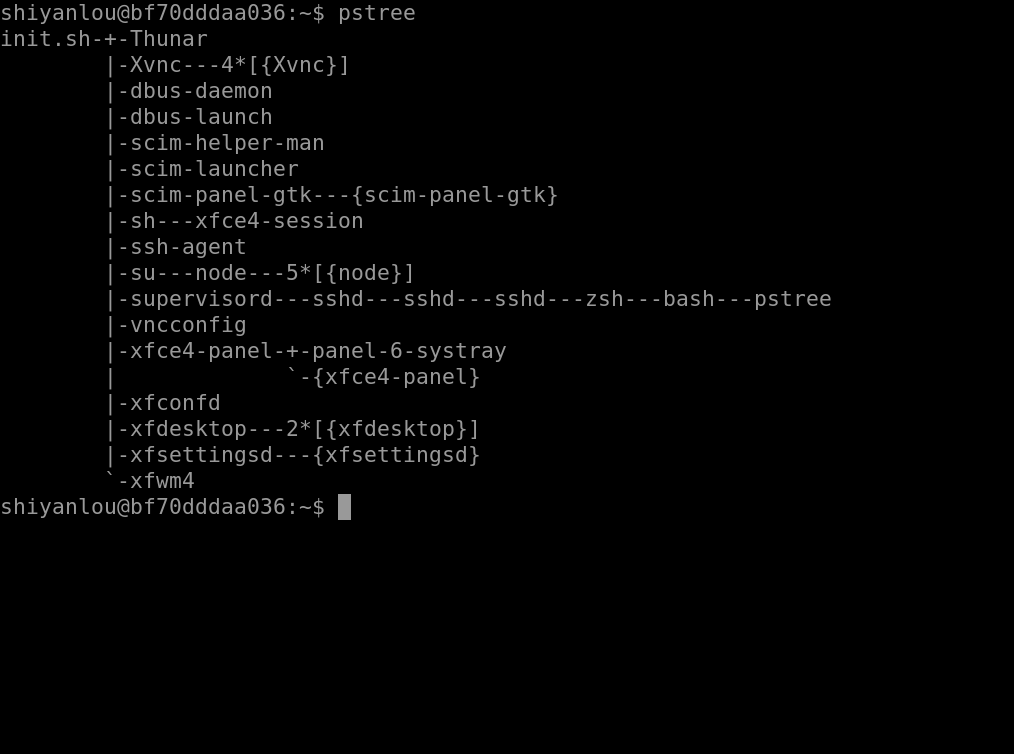 shiyanlou@bf70dddaa036:~$ pstree
init.sh-+-Thunar
        |-Xvnc---4*[{Xvnc}]
        |-dbus-daemon
        |-dbus-launch
        |-scim-helper-man
        |-scim-launcher
        |-scim-panel-gtk---{scim-panel-gtk}
        |-sh---xfce4-session
        |-ssh-agent
        |-su---node---5*[{node}]
        |-supervisord---sshd---sshd---sshd---zsh---bash---pstree
        |-vncconfig
        |-xfce4-panel-+-panel-6-systray
        |             `-{xfce4-panel}
        |-xfconfd
        |-xfdesktop---2*[{xfdesktop}]
        |-xfsettingsd---{xfsettingsd}
        `-xfwm4
shiyanlou@bf70dddaa036:~$